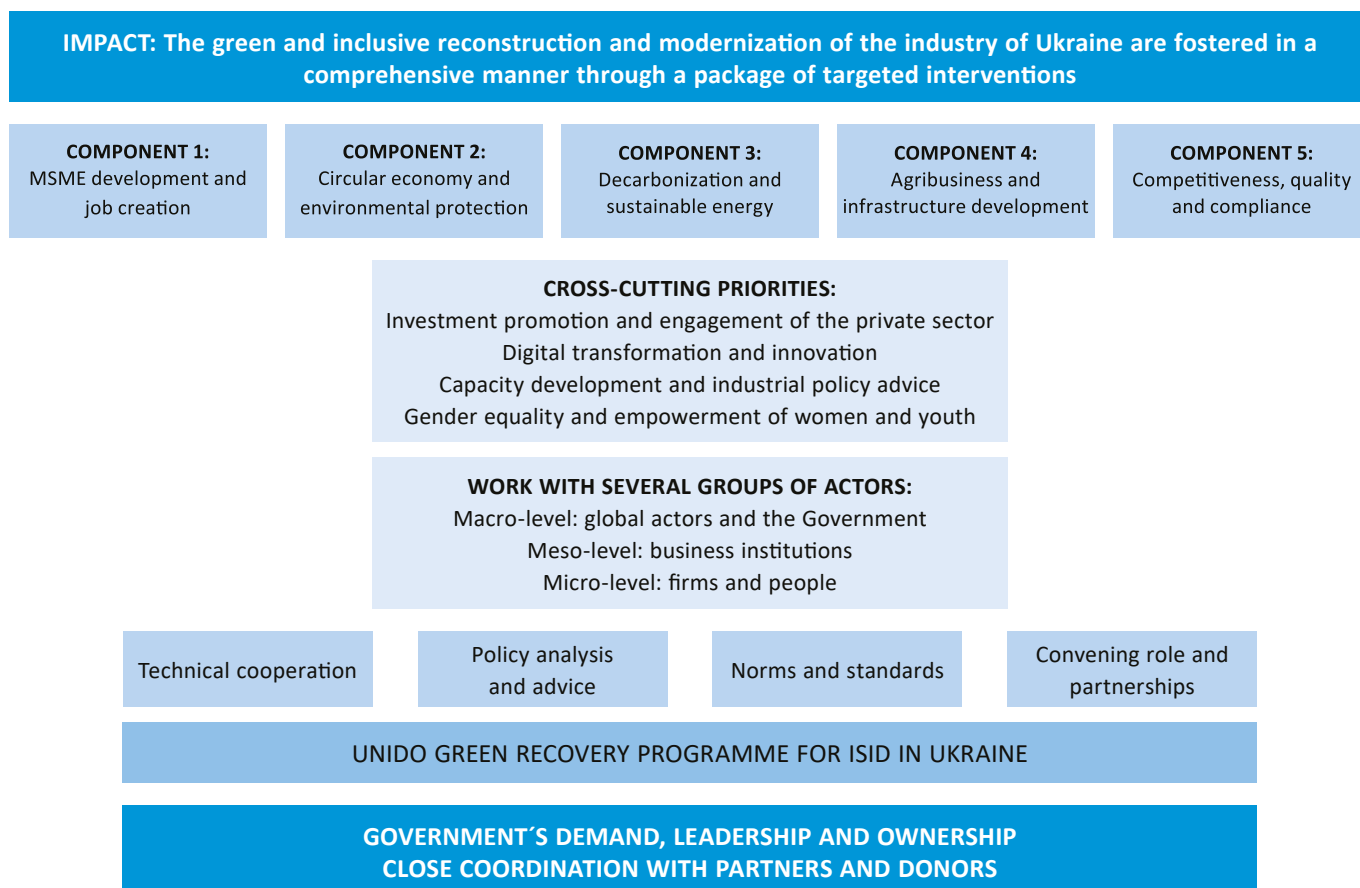 IMPACT: The green and inclusive reconstruction and modernization of the industry of Ukraine are fostered in a
comprehensive manner through a package of targeted interventions
COMPONENT 1:
MSME development and
job creation
COMPONENT 2:
Circular economy and
environmental protection
COMPONENT 3:
Decarbonization and
sustainable energy
COMPONENT 4:
Agribusiness and
infrastructure development
COMPONENT 5:
Competitiveness, quality
and compliance
CROSS-CUTTING PRIORITIES:
Investment promotion and engagement of the private sector
Digital transformation and innovation
Capacity development and industrial policy advice
Gender equality and empowerment of women and youth
WORK WITH SEVERAL GROUPS OF ACTORS:
Macro-level: global actors and the Government
Meso-level: business institutions
Micro-level: firms and people
Technical cooperation
Policy analysis
and advice
Norms and standards
Convening role and
partnerships
UNIDO GREEN RECOVERY PROGRAMME FOR ISID IN UKRAINE
GOVERNMENT´S DEMAND, LEADERSHIP AND OWNERSHIP
CLOSE COORDINATION WITH PARTNERS AND DONORS